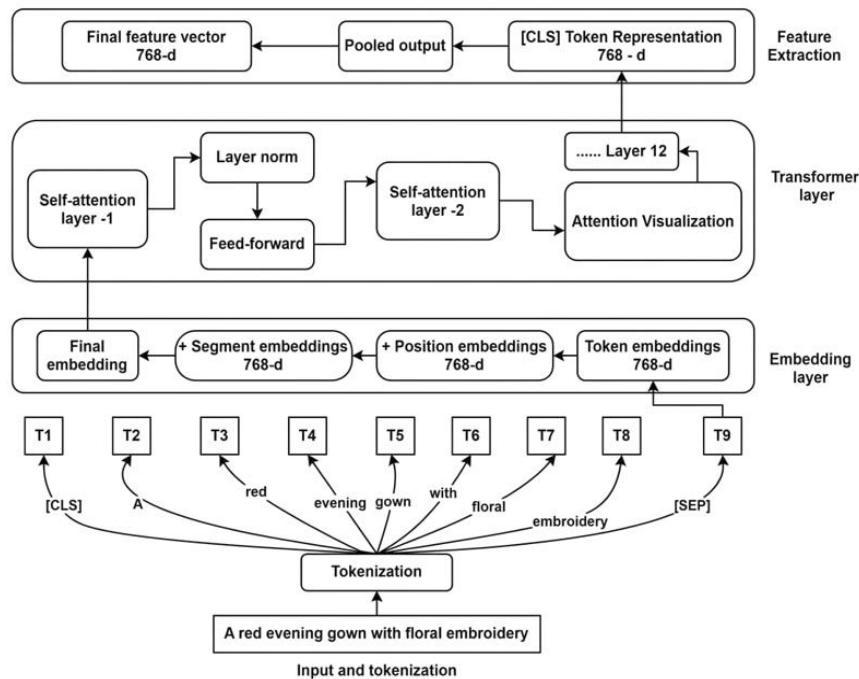 Final feature vector
768-d
Pooled output
[CLS] Token Representation
768 - d
Feature
Extraction
Self-attention
layer -1
Layer norm
Feed-forward
Self-attention
layer -2
...... Layer 12
Attention Visualization
Transformer
layer
Final
embedding
+ Segment embeddings
768-d
+ Position embeddings
768-d
Token embeddings
768-d
Embedding
layer
T1
T2
T3
T4
T5
T6
T7
T8
T9
[CLS]
A
red
evening
gown
with
floral
embroidery
[SEP]
Tokenization
A red evening gown with floral embroidery
Input and tokenization